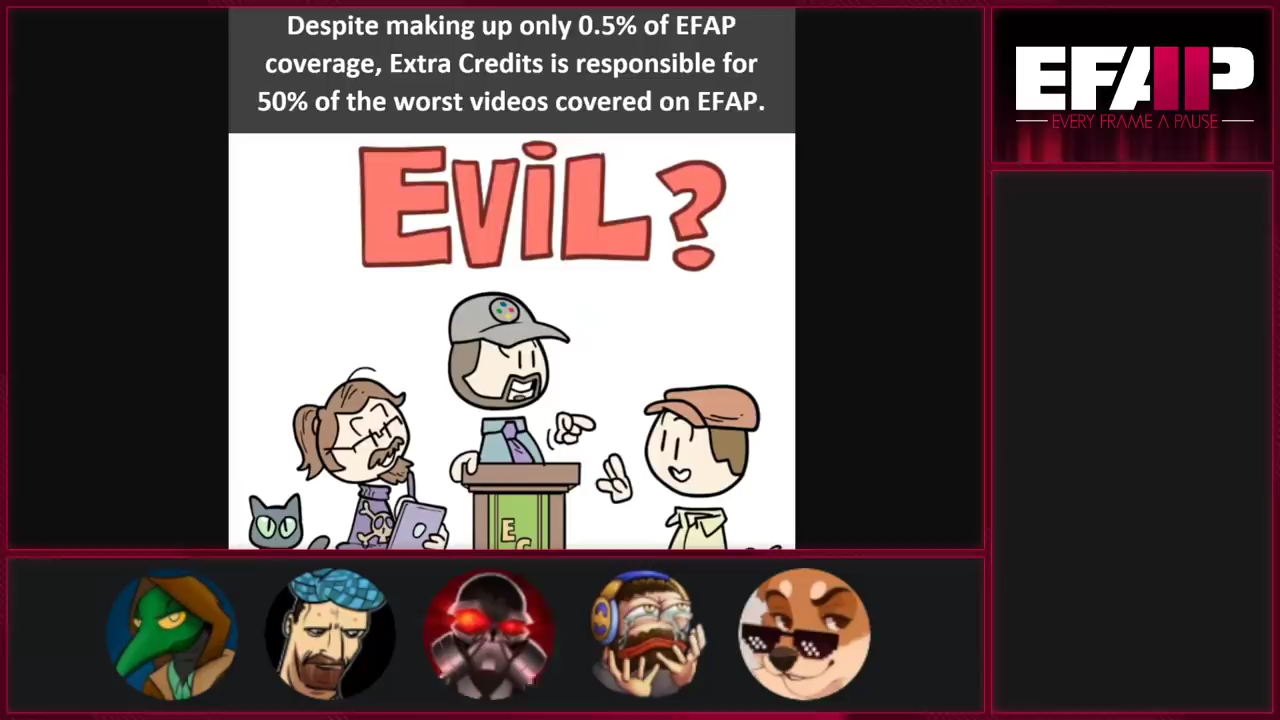 Despite making up only 0.5% of EFAP
coverage, Extra Credits is responsible for
50% of the worst videos covered on EFAP.
EVIL?
EC
EFAP
EVERY FRAME A PAUSE